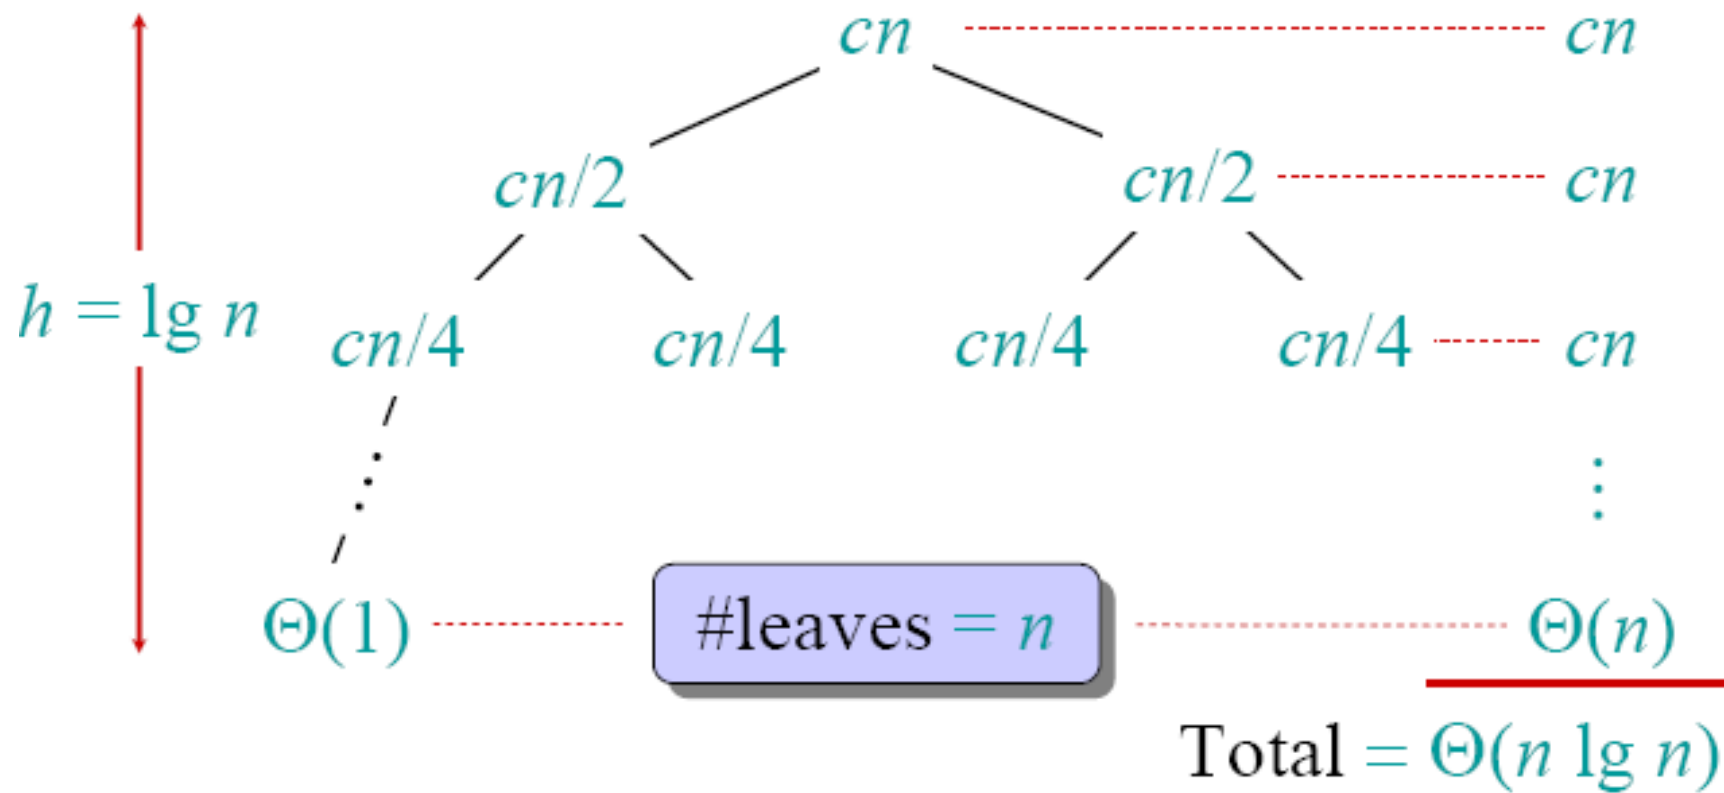 cn cn
cn/2 cn/2 cn
h = lg n cn/4 cn/4 cn/4 cn/4 cn
Θ(1) #leaves = n Θ(n)
Total = Θ(n lg n)